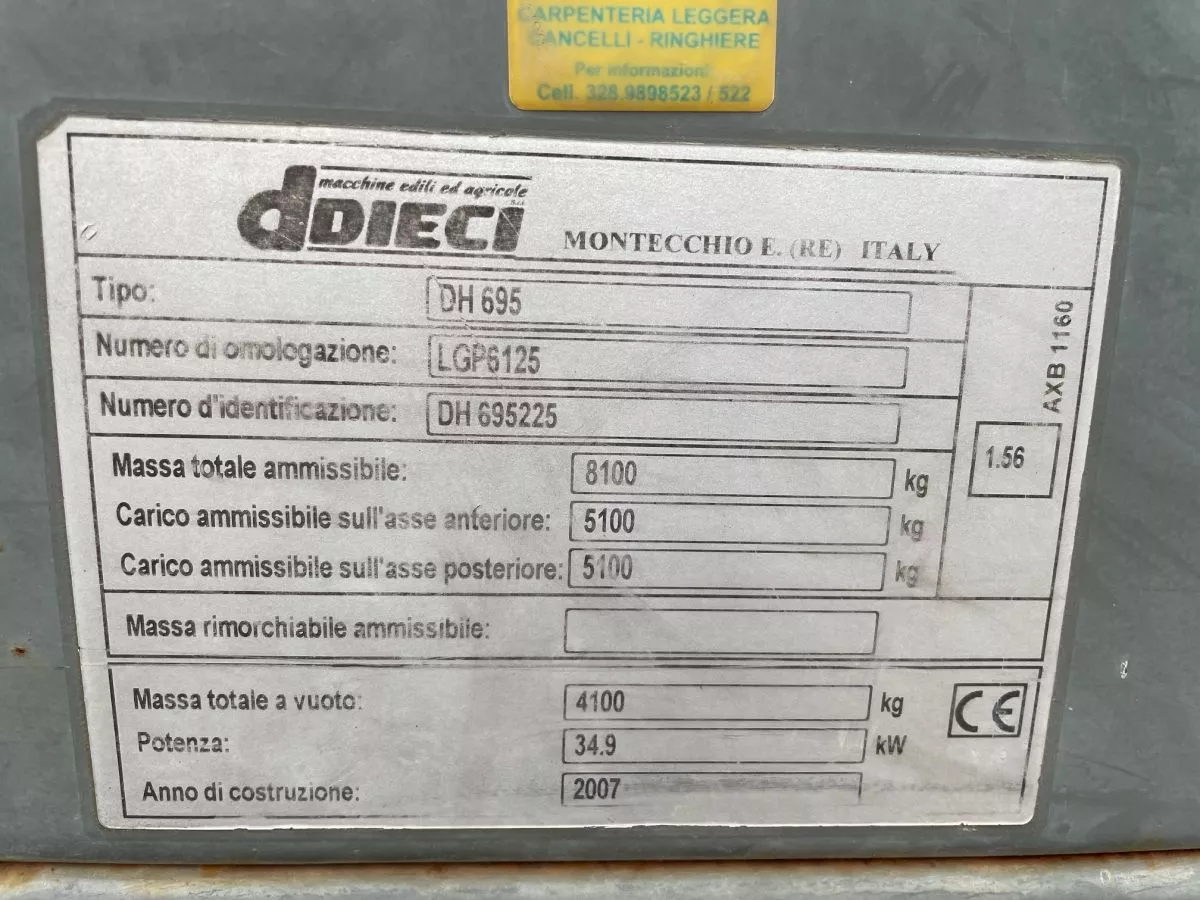 CARPENTERIA LEGGERA
CANCELLI - RINGHIERE
Per informazioni
Cell. 328.9898523 / 522
macchine edili ed agricole
DIECI S.r.l.
MONTECCHIO E. (RE) ITALY
Tipo: DH 695
Numero di omologazione: LGP6125
Numero d'identificazione: DH 695225
AXB 1160
1.56
Massa totale ammissibile: 8100 kg
Carico ammissibile sull'asse anteriore: 5100 kg
Carico ammissibile sull'asse posteriore: 5100 kg
Massa rimorchiabile ammissibile:
Massa totale a vuoto: 4100 kg
Potenza: 34.9 kW
CE
Anno di costruzione: 2007